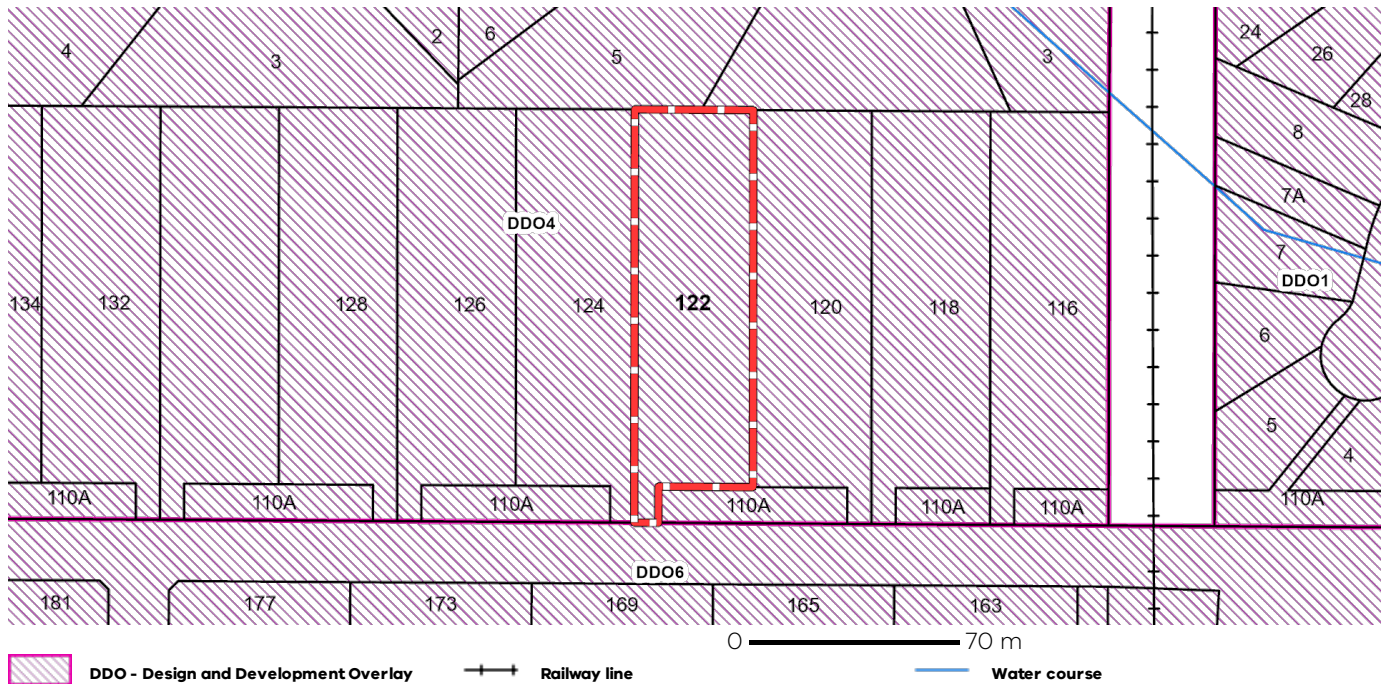 4
3
2
6
5
3
24
26
28
8
7A
7
DDO1
6
5
4
DDO4
134
132
128
126
124
122
120
118
116
110A
110A
110A
110A
110A
110A
110A
DDO6
181
177
173
169
165
163
0 70 m
DDO - Design and Development Overlay Railway line Water course